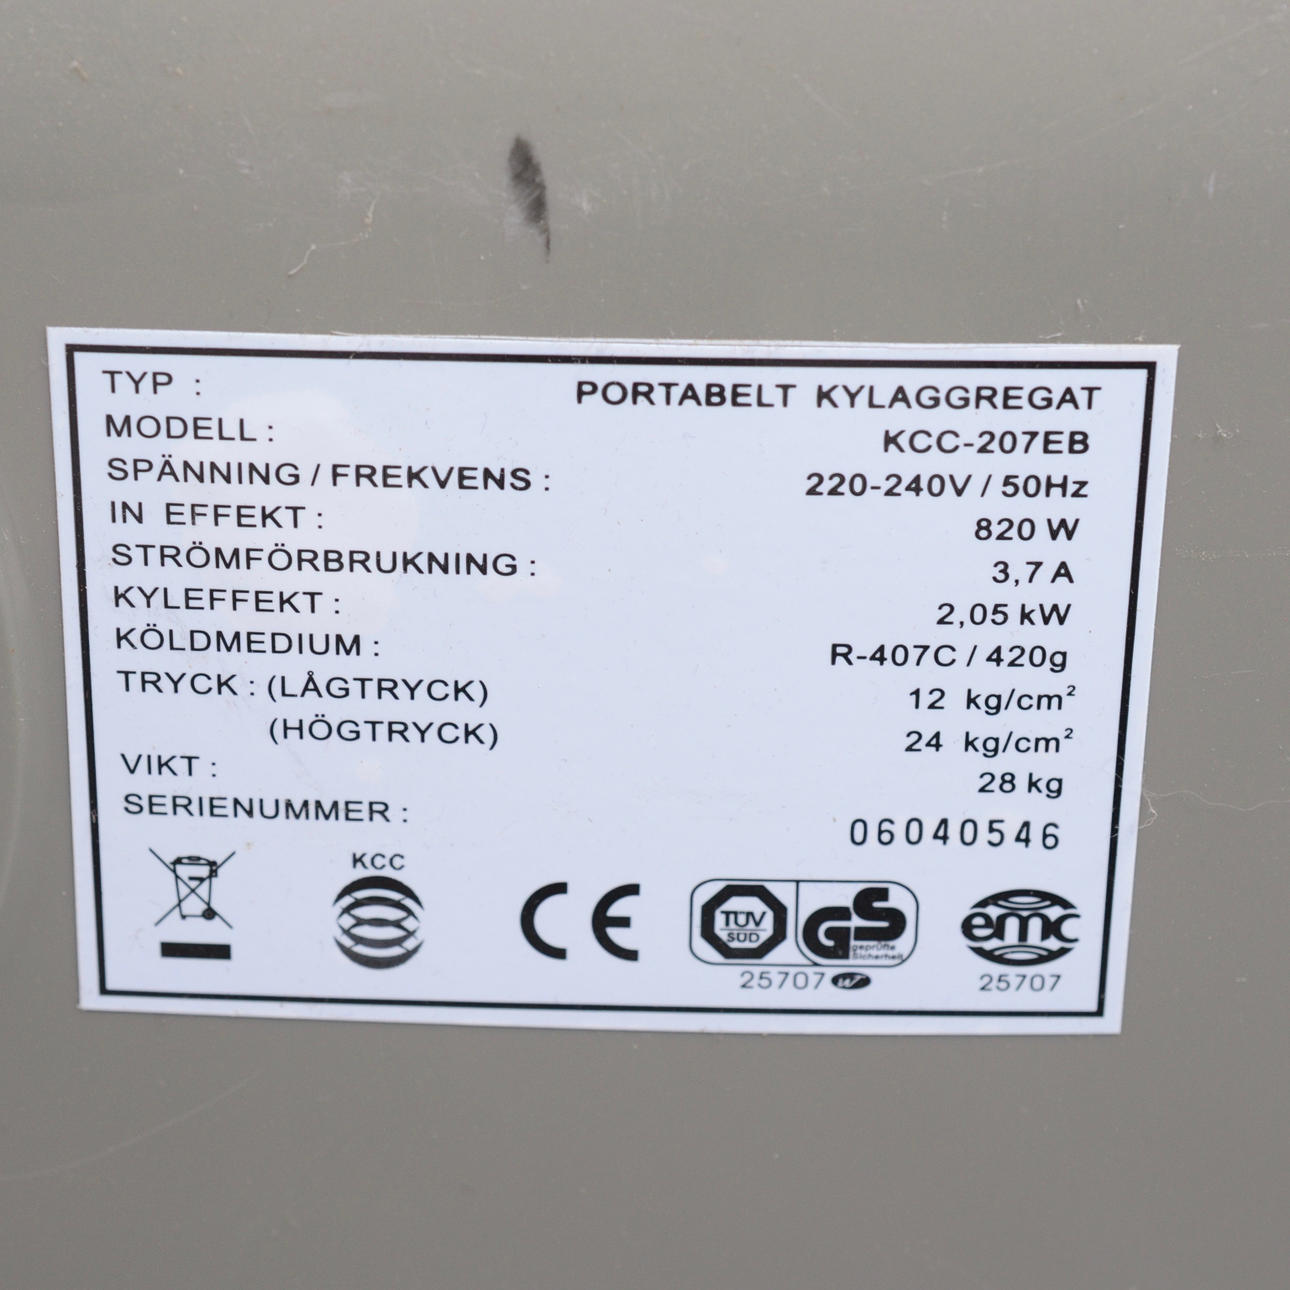 TYP : PORTABELT KYLAGGREGAT
MODELL : KCC-207EB
SPÄNNING / FREKVENS : 220-240V / 50Hz
IN EFFEKT : 820 W
STRÖMFÖRBRUKNING : 3,7 A
KYLEFFEKT : 2,05 kW
KÖLDMEDIUM : R-407C / 420g
TRYCK : (LÅGTRYCK) 12 kg/cm²
(HÖGTRYCK) 24 kg/cm²
VIKT : 28 kg
SERIENUMMER : 06040546
KCC
CE
TÜV
SÜD
GS
geprüfte
Sicherheit
emc
25707 W
25707